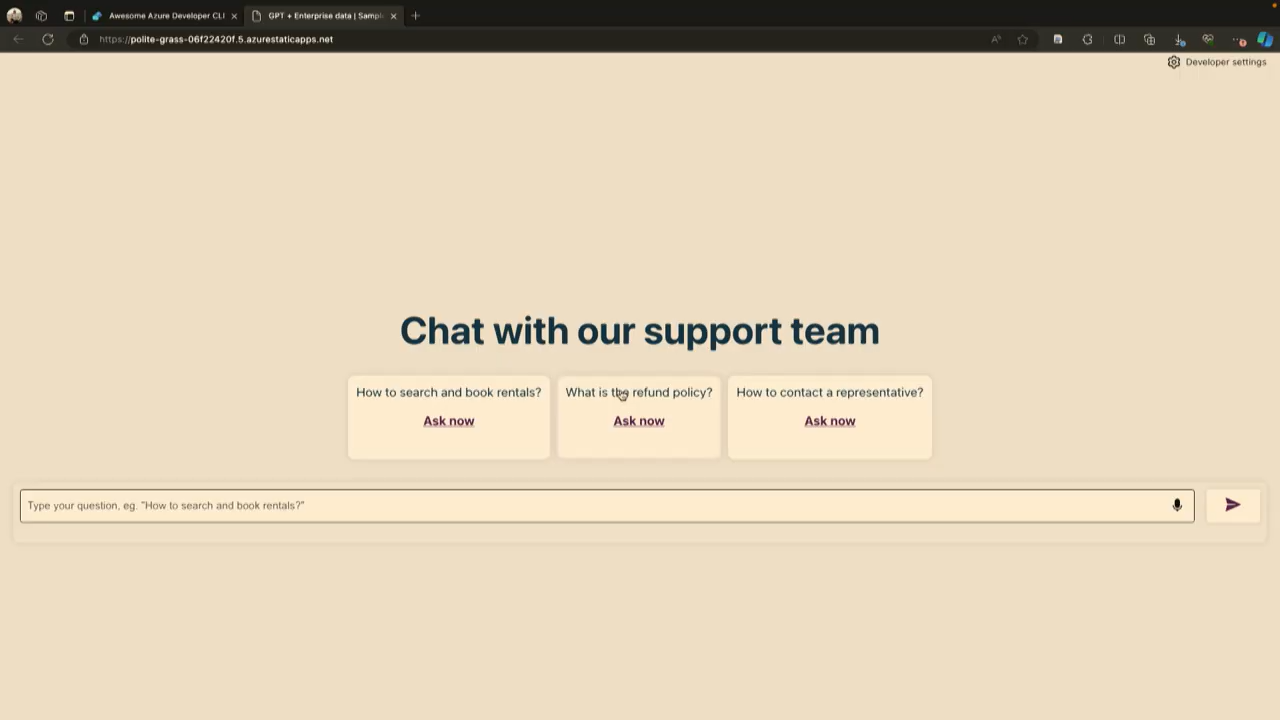 Awesome Azure Developer CLI
GPT + Enterprise data | Sampl
https://polite-grass-06f22420f.5.azurestaticapps.net
Developer settings
Chat with our support team
How to search and book rentals?
Ask now
What is the refund policy?
Ask now
How to contact a representative?
Ask now
Type your question, eg. "How to search and book rentals?"